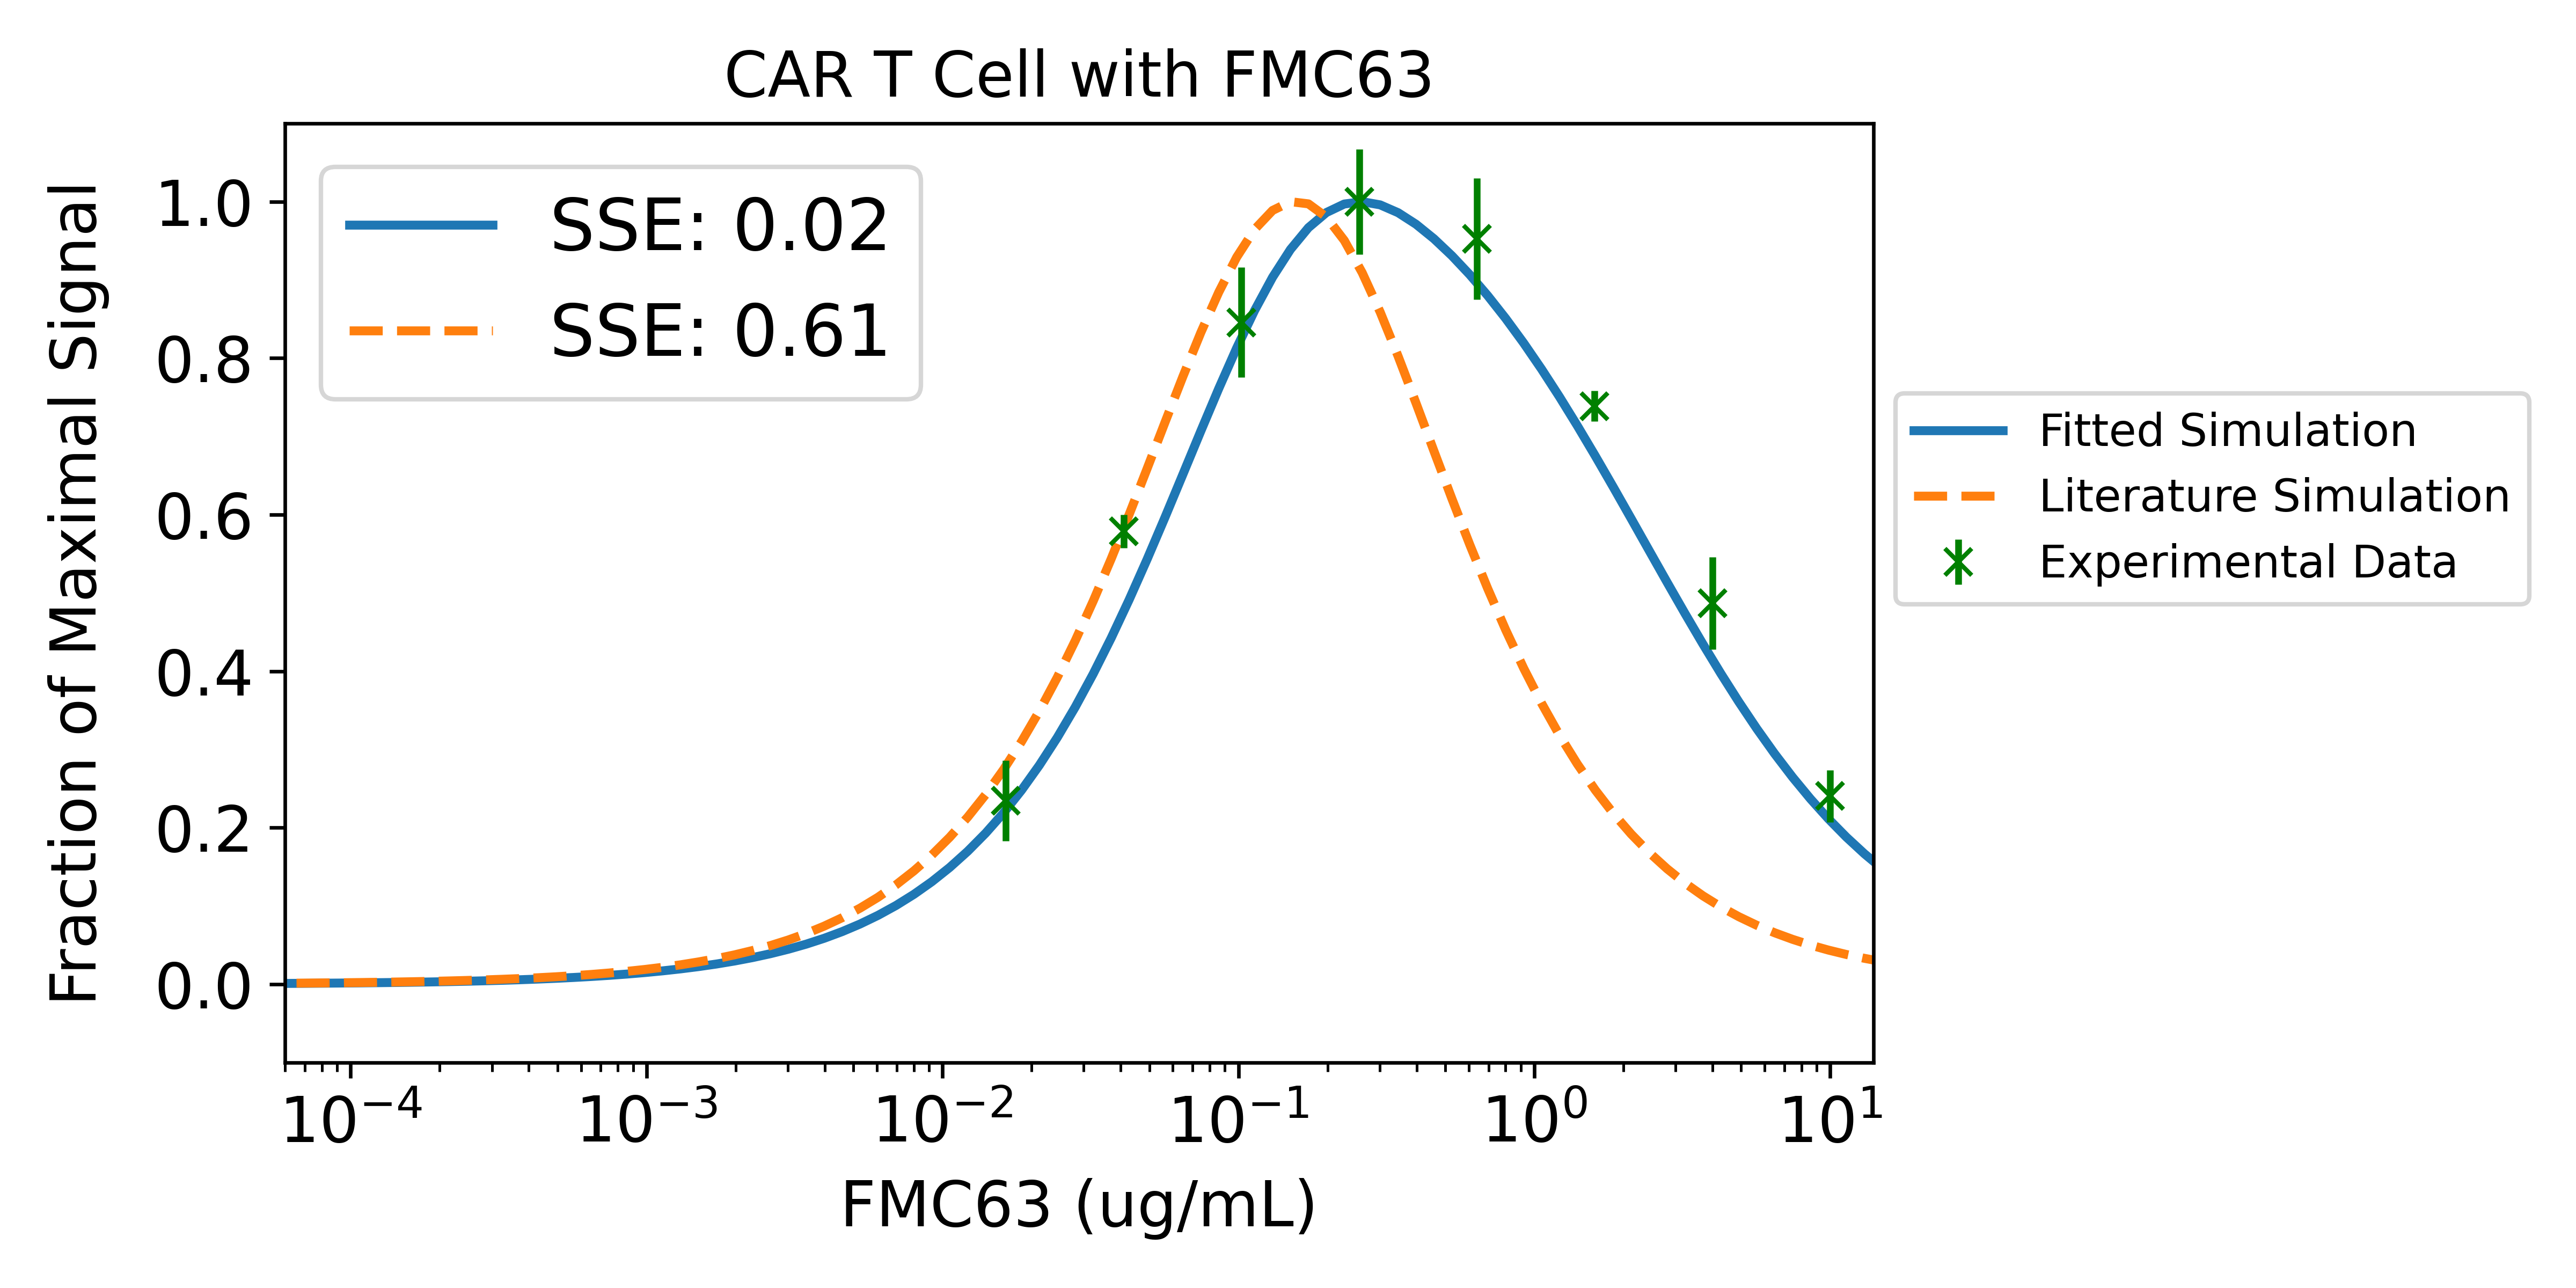 CAR T Cell with FMC63
Fraction of Maximal Signal
1.0
0.8
0.6
0.4
0.2
0.0
SSE: 0.02
SSE: 0.61
Fitted Simulation
Literature Simulation
Experimental Data
10⁻⁴ 10⁻³ 10⁻² 10⁻¹ 10⁰ 10¹
FMC63 (ug/mL)